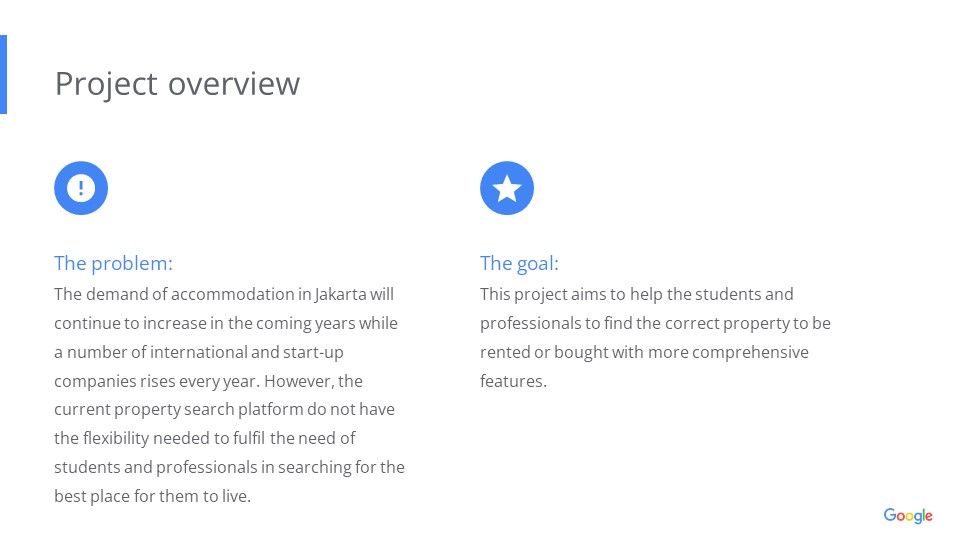 Project overview
The problem:
The demand of accommodation in Jakarta will
continue to increase in the coming years while
a number of international and start-up
companies rises every year. However, the
current property search platform do not have
the flexibility needed to fulfil the need of
students and professionals in searching for the
best place for them to live.
The goal:
This project aims to help the students and
professionals to find the correct property to be
rented or bought with more comprehensive
features.
Google